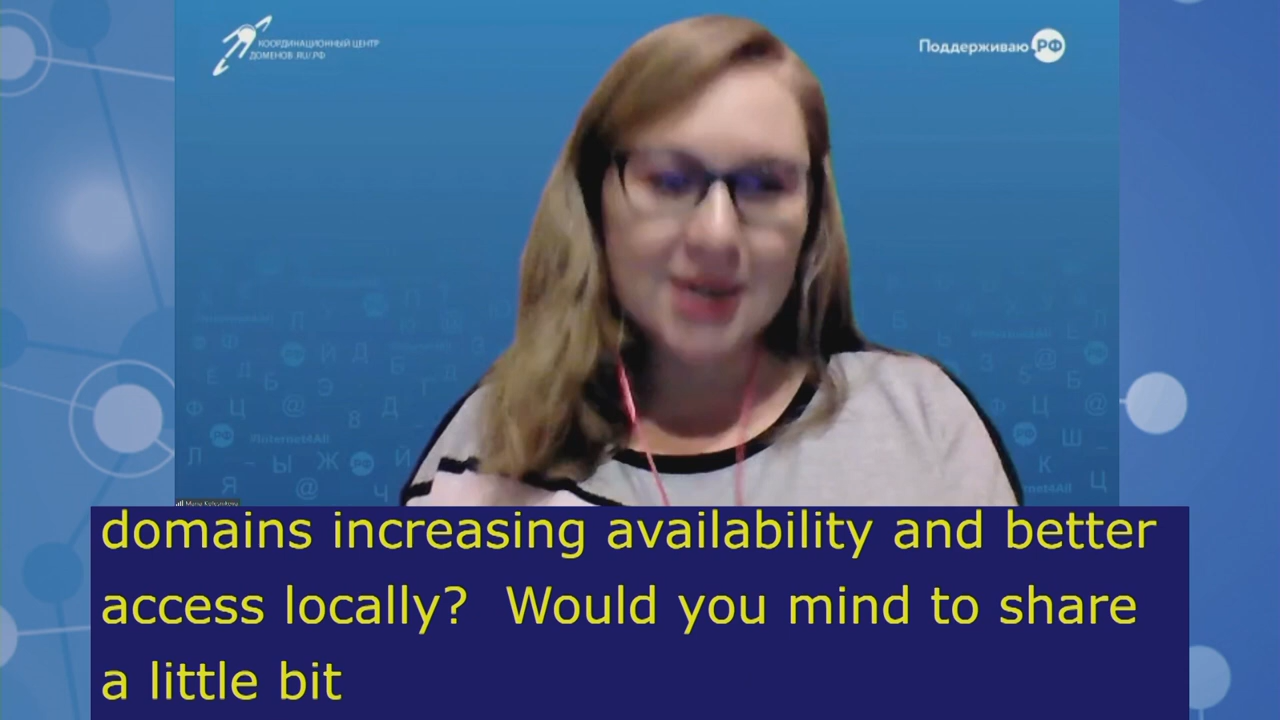 КООРДИНАЦИОННЫЙ ЦЕНТР
ДОМЕНОВ .RU/.РФ
Поддерживаю РФ
#Internet4All
domains increasing availability and better
access locally?  Would you mind to share
a little bit